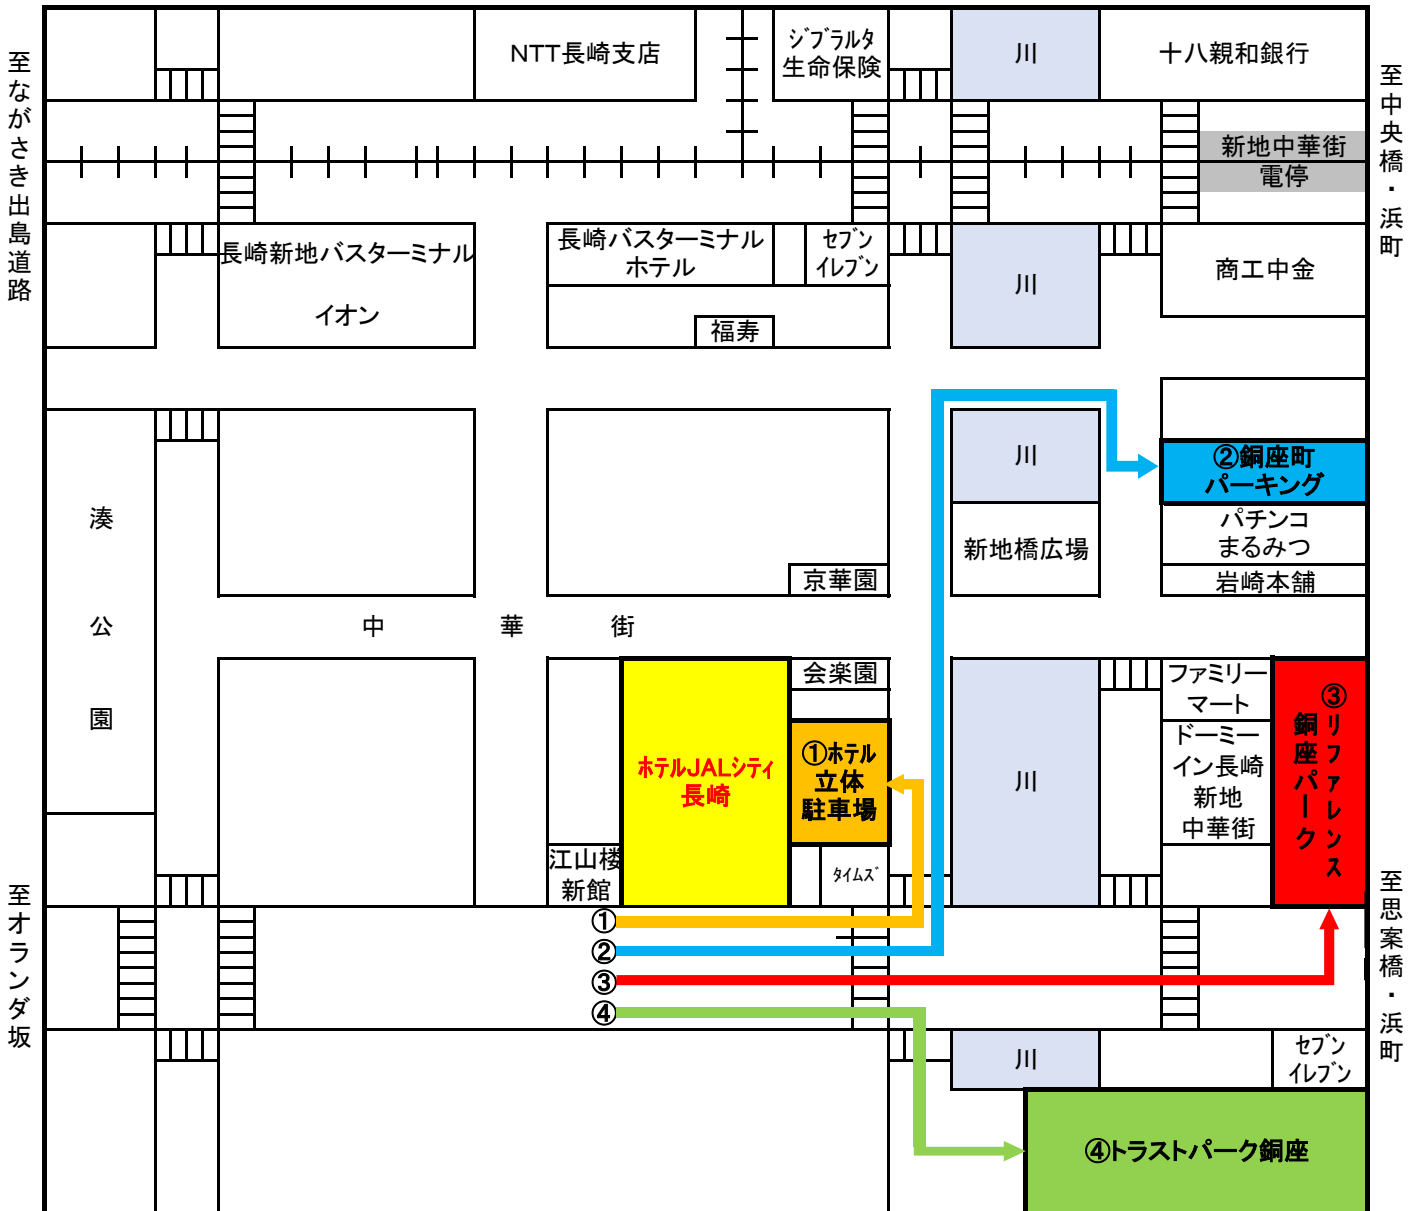 至ながさき出島道路
NTT長崎支店
ジブラルタ
生命保険
川
十八親和銀行
至中央橋・浜町
新地中華街
電停
長崎新地バスターミナル
イオン
長崎バスターミナル
ホテル
セブン
イレブン
川
商工中金
福寿
川
②銅座町
パーキング
湊公園
新地橋広場
パチンコ
まるみつ
京華園
岩崎本舗
中華街
会楽園
ファミリー
マート
③リファレンス
銅座パーク
ホテルJALシティ
長崎
①ホテル
立体
駐車場
川
ドーミー
イン長崎
新地
中華街
江山楼
新館
タイムズ
至オランダ坂
至思案橋・浜町
①
②
③
④
川
セブン
イレブン
④トラストパーク銅座